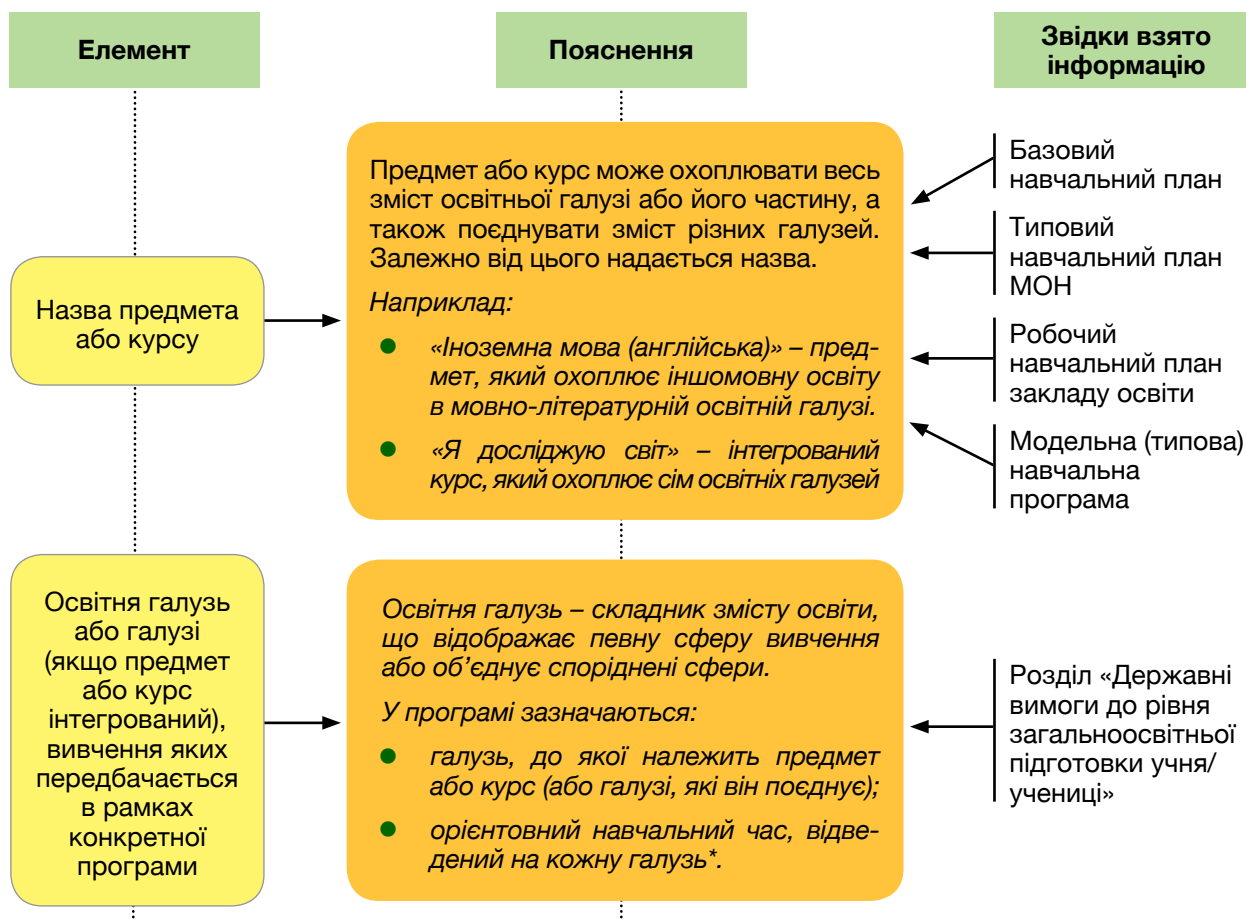 Елемент
Пояснення
Звідки взято
інформацію
Назва предмета
або курсу
Предмет або курс може охоплювати весь
зміст освітньої галузі або його частину, а
також поєднувати зміст різних галузей.
Залежно від цього надається назва.
Наприклад:
● «Іноземна мова (англійська)» – пред-
мет, який охоплює іншомовну освіту
в мовно-літературній освітній галузі.
● «Я досліджую світ» – інтегрований
курс, який охоплює сім освітніх галузей
Базовий
навчальний план
Типовий
навчальний план
МОН
Робочий
навчальний план
закладу освіти
Модельна (типова)
навчальна
програма
Освітня галузь
або галузі
(якщо предмет
або курс
інтегрований),
вивчення яких
передбачається
в рамках
конкретної
програми
Освітня галузь – складник змісту освіти,
що відображає певну сферу вивчення
або об’єднує споріднені сфери.
У програмі зазначаються:
● галузь, до якої належить предмет
або курс (або галузі, які він поєднує);
● орієнтовний навчальний час, відве-
дений на кожну галузь*.
Розділ «Державні
вимоги до рівня
загальноосвітньої
підготовки учня/
учениці»